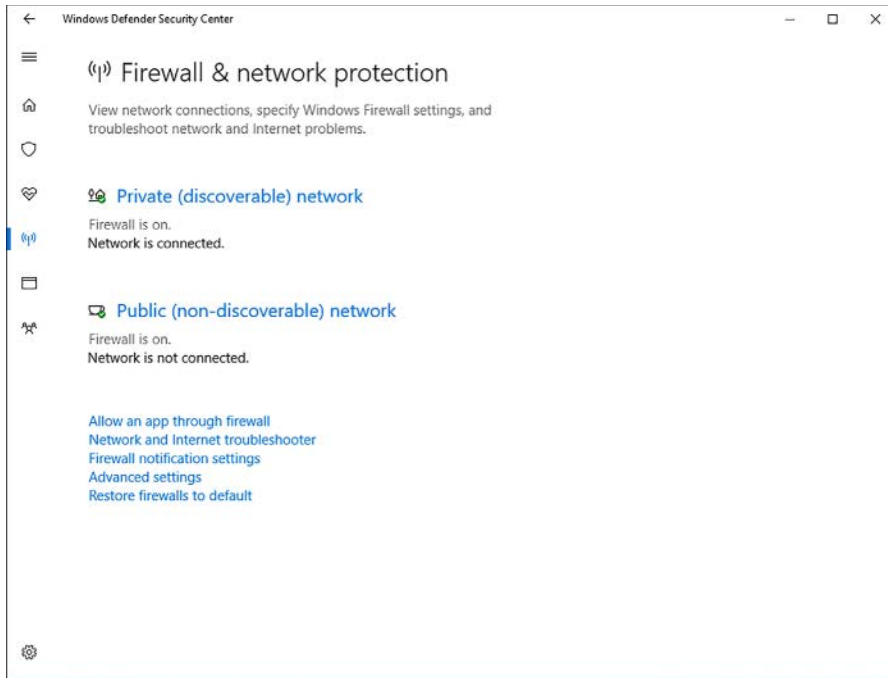 Windows Defender Security Center
Firewall & network protection
View network connections, specify Windows Firewall settings, and
troubleshoot network and Internet problems.
Private (discoverable) network
Firewall is on.
Network is connected.
Public (non-discoverable) network
Firewall is on.
Network is not connected.
Allow an app through firewall
Network and Internet troubleshooter
Firewall notification settings
Advanced settings
Restore firewalls to default